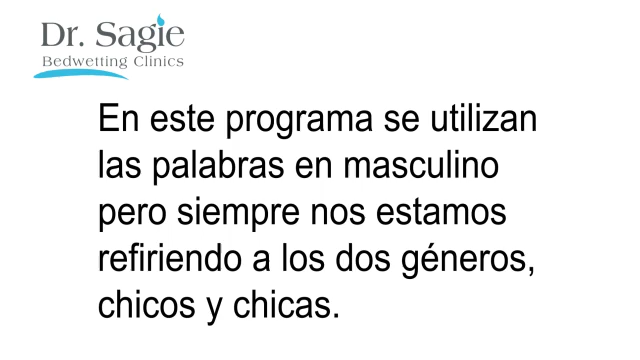 Dr. Sagie
Bedwetting Clinics
En este programa se utilizan
las palabras en masculino
pero siempre nos estamos
refiriendo a los dos géneros,
chicos y chicas.